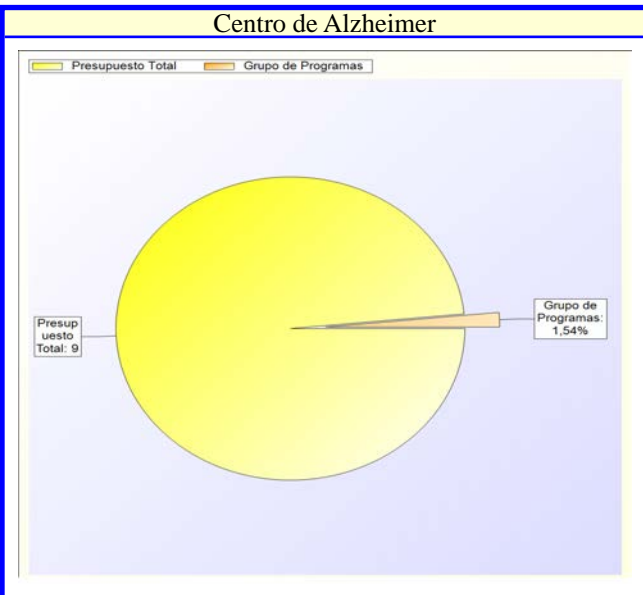 Centro de Alzheimer
Presupuesto Total
Grupo de Programas
Presup
uesto
Total: 9
Grupo de
Programas:
1,54%